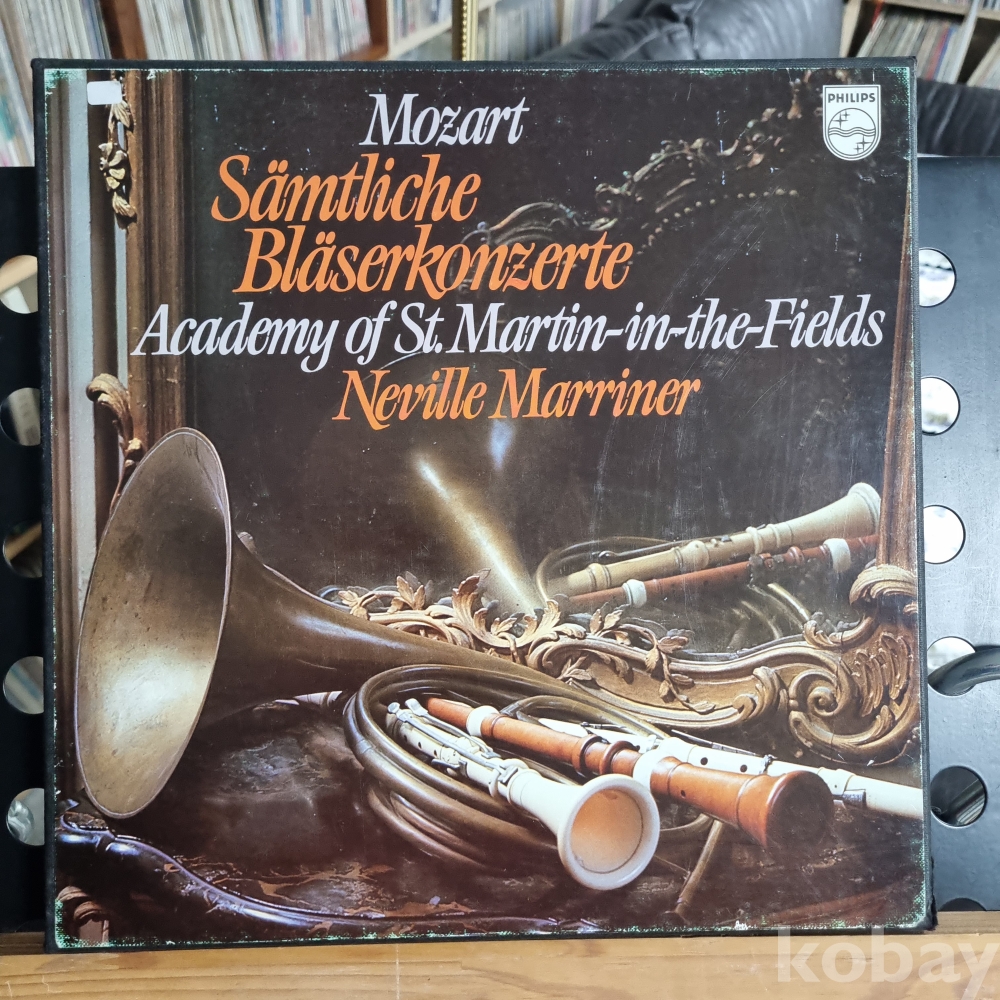 Mozart
PHILIPS
Sämtliche
Bläserkonzerte
Academy of St. Martin-in-the-Fields
Neville Marriner
kobay